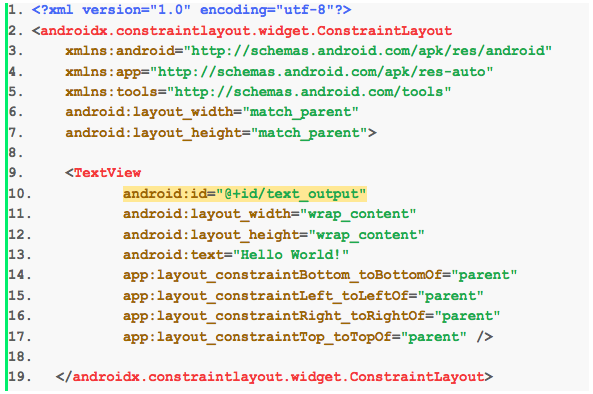 1. <?xml version="1.0" encoding="utf-8"?>
2. <androidx.constraintlayout.widget.ConstraintLayout
3.     xmlns:android="http://schemas.android.com/apk/res/android"
4.     xmlns:app="http://schemas.android.com/apk/res-auto"
5.     xmlns:tools="http://schemas.android.com/tools"
6.     android:layout_width="match_parent"
7.     android:layout_height="match_parent">
8.
9.     <TextView
10.            android:id="@+id/text_output"
11.            android:layout_width="wrap_content"
12.            android:layout_height="wrap_content"
13.            android:text="Hello World!"
14.            app:layout_constraintBottom_toBottomOf="parent"
15.            app:layout_constraintLeft_toLeftOf="parent"
16.            app:layout_constraintRight_toRightOf="parent"
17.            app:layout_constraintTop_toTopOf="parent" />
18.
19.    </androidx.constraintlayout.widget.ConstraintLayout>